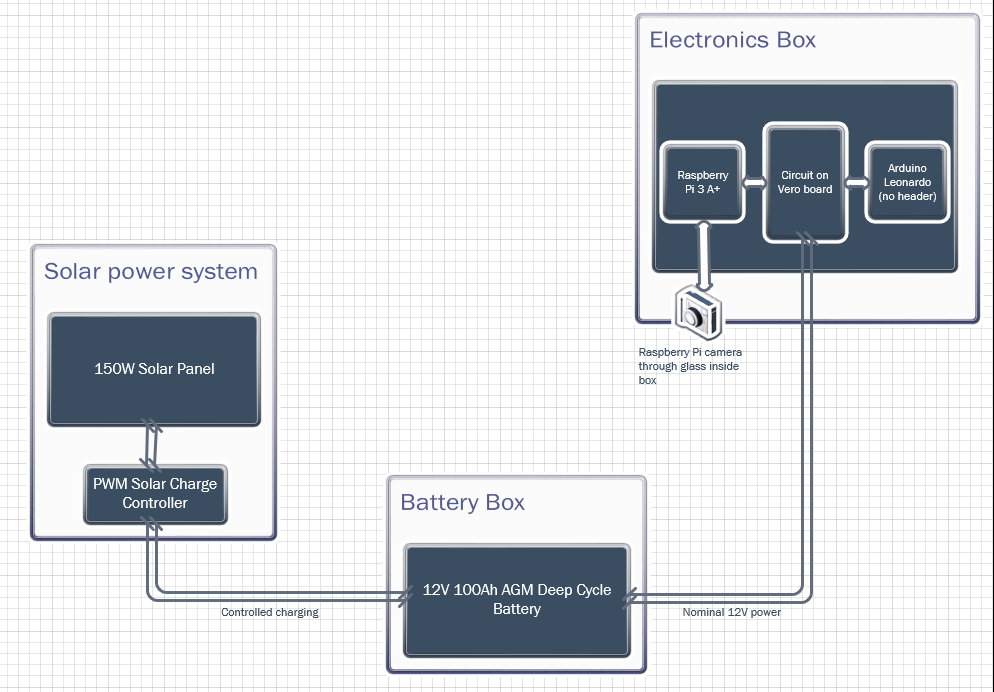 Electronics Box
Raspberry
Pi 3 A+
Circuit on
Vero board
Arduino
Leonardo
(no header)
Raspberry Pi camera
through glass inside
box
Solar power system
150W Solar Panel
PWM Solar Charge
Controller
Controlled charging
Battery Box
12V 100Ah AGM Deep Cycle
Battery
Nominal 12V power